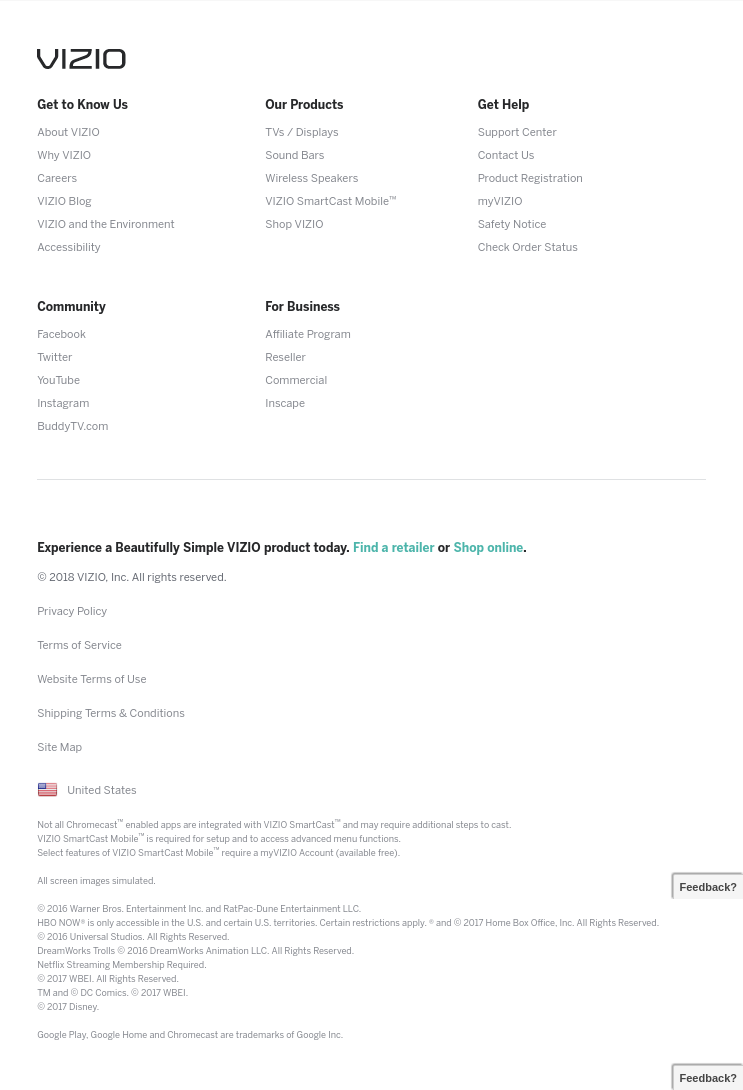 VIZIO
Get to Know Us
About VIZIO
Why VIZIO
Careers
VIZIO Blog
VIZIO and the Environment
Accessibility
Our Products
TVs / Displays
Sound Bars
Wireless Speakers
VIZIO SmartCast Mobile™
Shop VIZIO
Get Help
Support Center
Contact Us
Product Registration
myVIZIO
Safety Notice
Check Order Status
Community
Facebook
Twitter
YouTube
Instagram
BuddyTV.com
For Business
Affiliate Program
Reseller
Commercial
Inscape
Experience a Beautifully Simple VIZIO product today. Find a retailer or Shop online.
© 2018 VIZIO, Inc. All rights reserved.
Privacy Policy
Terms of Service
Website Terms of Use
Shipping Terms & Conditions
Site Map
United States
Not all Chromecast™ enabled apps are integrated with VIZIO SmartCast™ and may require additional steps to cast.
VIZIO SmartCast Mobile™ is required for setup and to access advanced menu functions.
Select features of VIZIO SmartCast Mobile™ require a myVIZIO Account (available free).
All screen images simulated.
Feedback?
© 2016 Warner Bros. Entertainment Inc. and RatPac-Dune Entertainment LLC.
HBO NOW® is only accessible in the U.S. and certain U.S. territories. Certain restrictions apply. ® and © 2017 Home Box Office, Inc. All Rights Reserved.
© 2016 Universal Studios. All Rights Reserved.
DreamWorks Trolls © 2016 DreamWorks Animation LLC. All Rights Reserved.
Netflix Streaming Membership Required.
© 2017 WBEI. All Rights Reserved.
TM and © DC Comics. © 2017 WBEI.
© 2017 Disney.
Google Play, Google Home and Chromecast are trademarks of Google Inc.
Feedback?